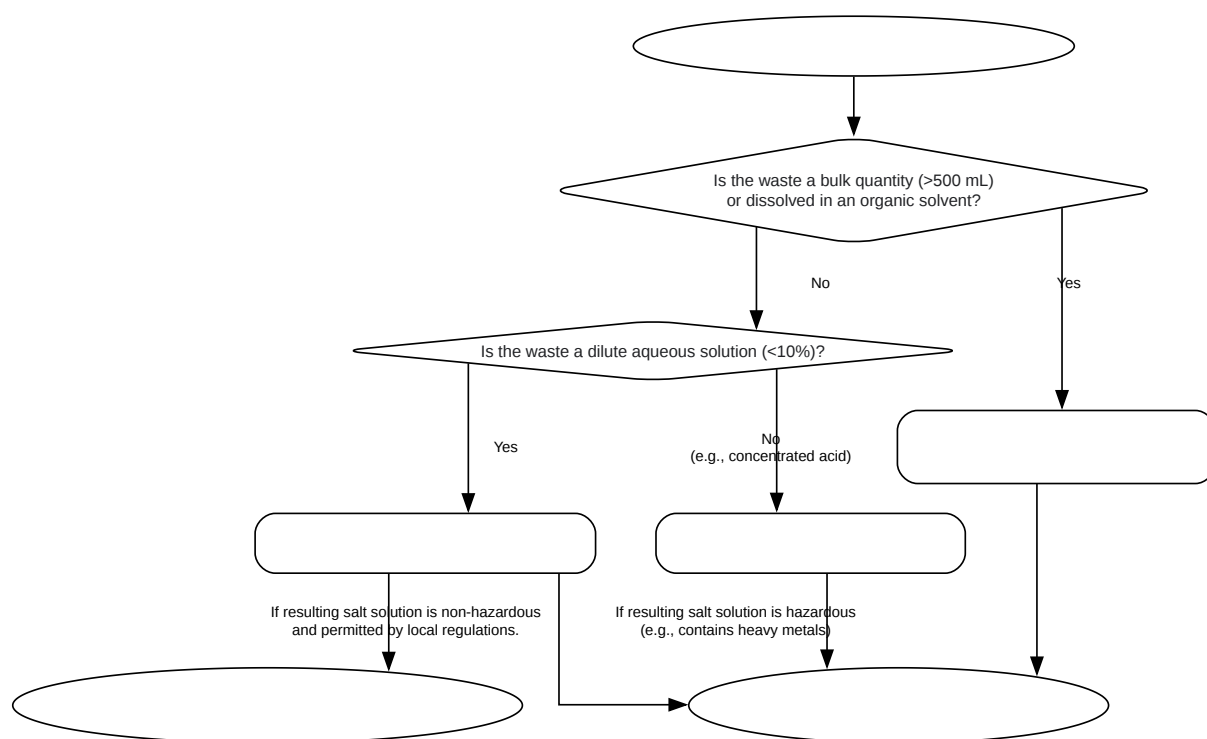 Is the waste a bulk quantity (>500 mL)
or dissolved in an organic solvent?
No
Yes
Is the waste a dilute aqueous solution (<10%)?
Yes
No
(e.g., concentrated acid)
If resulting salt solution is non-hazardous
and permitted by local regulations.
If resulting salt solution is hazardous
(e.g., contains heavy metals)